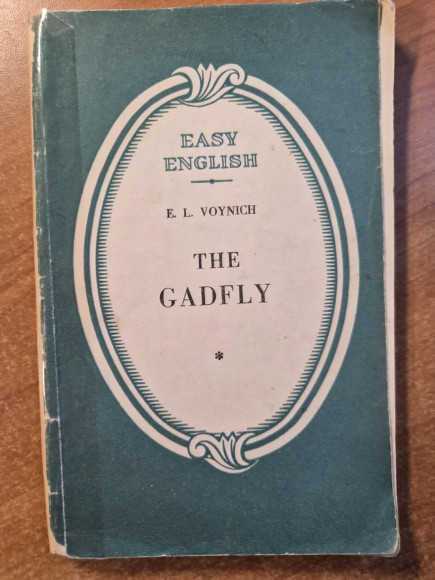 EASY
ENGLISH
E. L. VOYNICH
THE
GADFLY
*